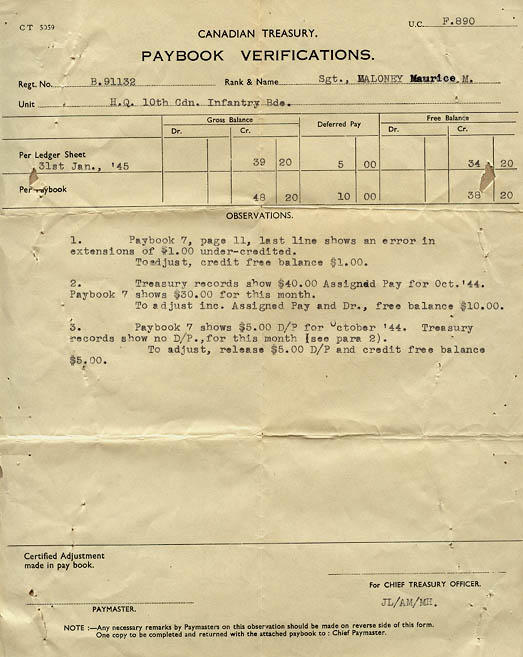 CT 5359
U.C. F.890
CANADIAN TREASURY.
PAYBOOK VERIFICATIONS.
Regt. No. B.91132 Rank & Name Sgt., MALONEY Maurice M.
Unit H.Q. 10th Cdn. Infantry Bde.
Gross Balance Deferred Pay Free Balance
Dr. Cr. Dr. Cr.
Per Ledger Sheet
31st Jan., '45 39 20 5 00 34 20
Per Paybook 48 20 10 00 38 20
OBSERVATIONS.
1. Paybook 7, page 11, last line shows an error in
extensions of $1.00 under-credited.
To adjust, credit free balance $1.00.
2. Treasury records show $40.00 Assigned Pay for Oct.'44.
Paybook 7 shows $30.00 for this month.
To adjust inc. Assigned Pay and Dr., free balance $10.00.
3. Paybook 7 shows $5.00 D/P for October '44. Treasury
records show no D/P.,for this month (see para 2).
To adjust, release $5.00 D/P and credit free balance
$5.00.
Certified Adjustment
made in pay book.
For CHIEF TREASURY OFFICER.
JL/AM/MH.
PAYMASTER.
NOTE :—Any necessary remarks by Paymasters on this observation should be made on reverse side of this form.
One copy to be completed and returned with the attached paybook to : Chief Paymaster.